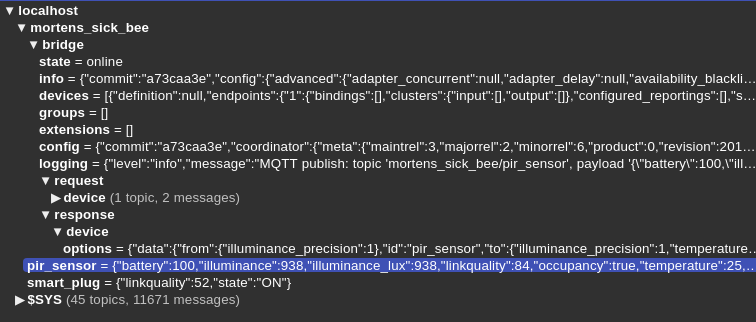 ▼ localhost
▼ mortens_sick_bee
▼ bridge
state = online
info = {"commit":"a73caa3e","config":{"advanced":{"adapter_concurrent":null,"adapter_delay":null,"availability_blackli...
devices = [{"definition":null,"endpoints":{"1":{"bindings":[],"clusters":{"input":[],"output":[]},"configured_reportings":[],"s...
groups = []
extensions = []
config = {"commit":"a73caa3e","coordinator":{"meta":{"maintrel":3,"majorrel":2,"minorrel":6,"product":0,"revision":201...
logging = {"level":"info","message":"MQTT publish: topic 'mortens_sick_bee/pir_sensor', payload '{\"battery\":100,\"ill...
▼ request
▶ device (1 topic, 2 messages)
▼ response
▼ device
options = {"data":{"from":{"illuminance_precision":1},"id":"pir_sensor","to":{"illuminance_precision":1,"temperature...
pir_sensor = {"battery":100,"illuminance":938,"illuminance_lux":938,"linkquality":84,"occupancy":true,"temperature":25,...
smart_plug = {"linkquality":52,"state":"ON"}
▶ $SYS (45 topics, 11671 messages)